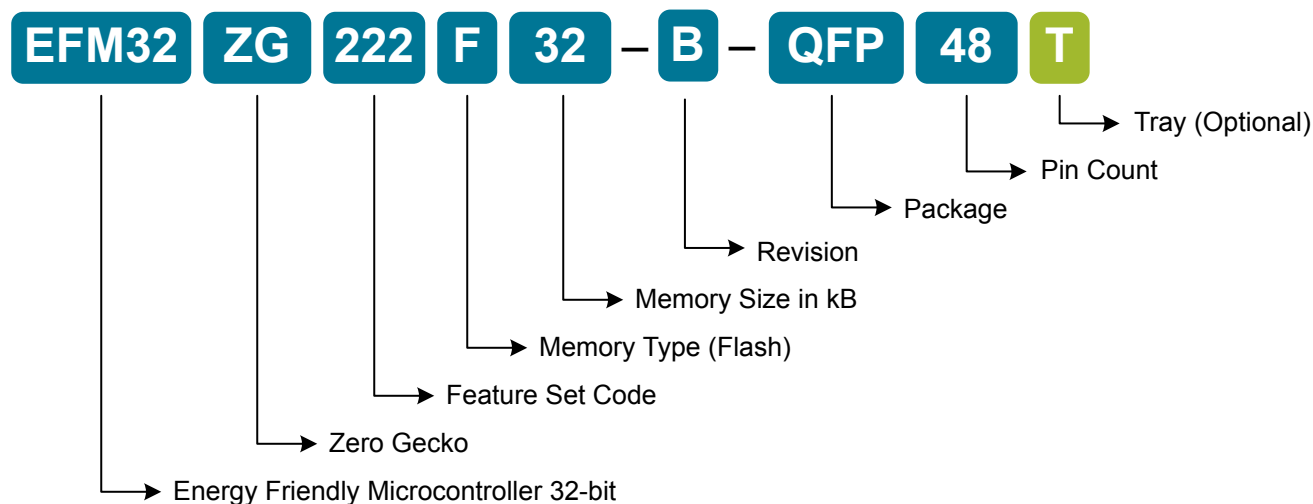 EFM32 ZG 222 F 32 – B – QFP 48 T
Tray (Optional)
Pin Count
Package
Revision
Memory Size in kB
Memory Type (Flash)
Feature Set Code
Zero Gecko
Energy Friendly Microcontroller 32-bit